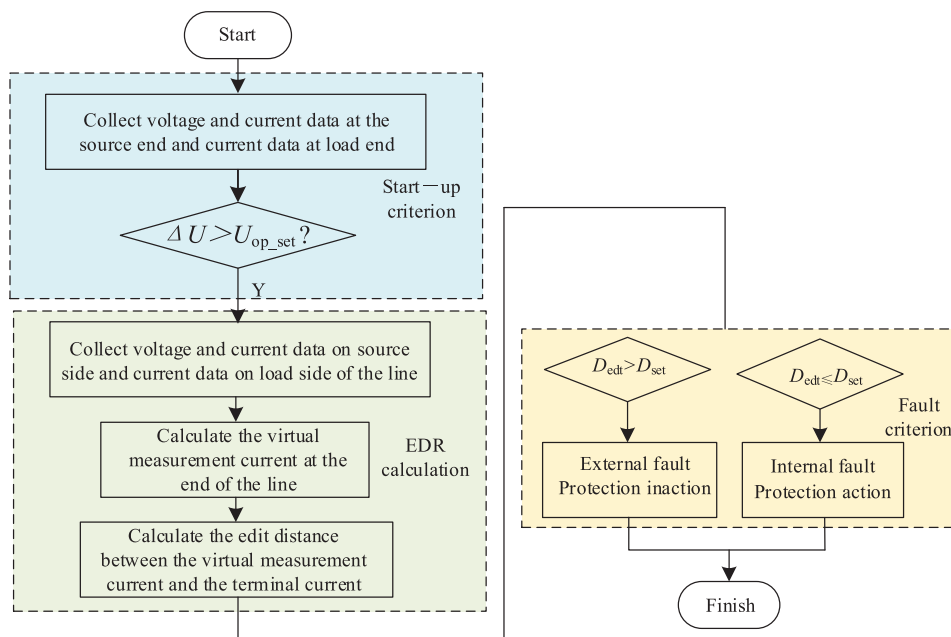 Start
Collect voltage and current data at the
source end and current data at load end
Start－up
criterion
Δ U＞Uop_set?
Y
Collect voltage and current data on source
side and current data on load side of the line
Calculate the virtual
measurement current at the
end of the line
EDR
calculation
Calculate the edit distance
between the virtual measurement
current and the terminal current
Dedt>Dset
Dedt≤Dset
Fault
criterion
External fault
Protection inaction
Internal fault
Protection action
Finish